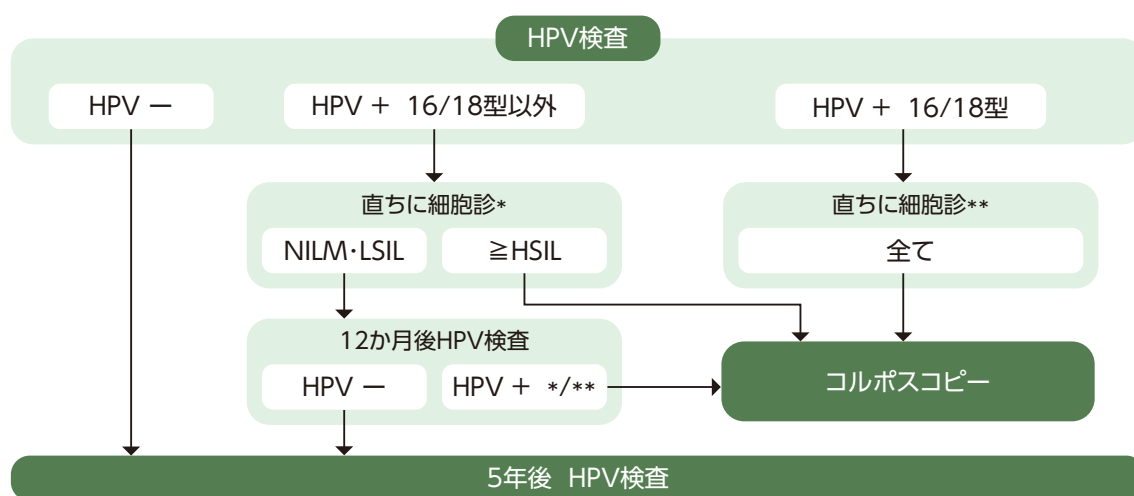 HPV検査
HPV ー
HPV + 16/18型以外
HPV + 16/18型
直ちに細胞診*
NILM・LSIL
≧HSIL
直ちに細胞診**
全て
12か月後HPV検査
HPV ー
HPV + */**
コルポスコピー
5年後 HPV検査